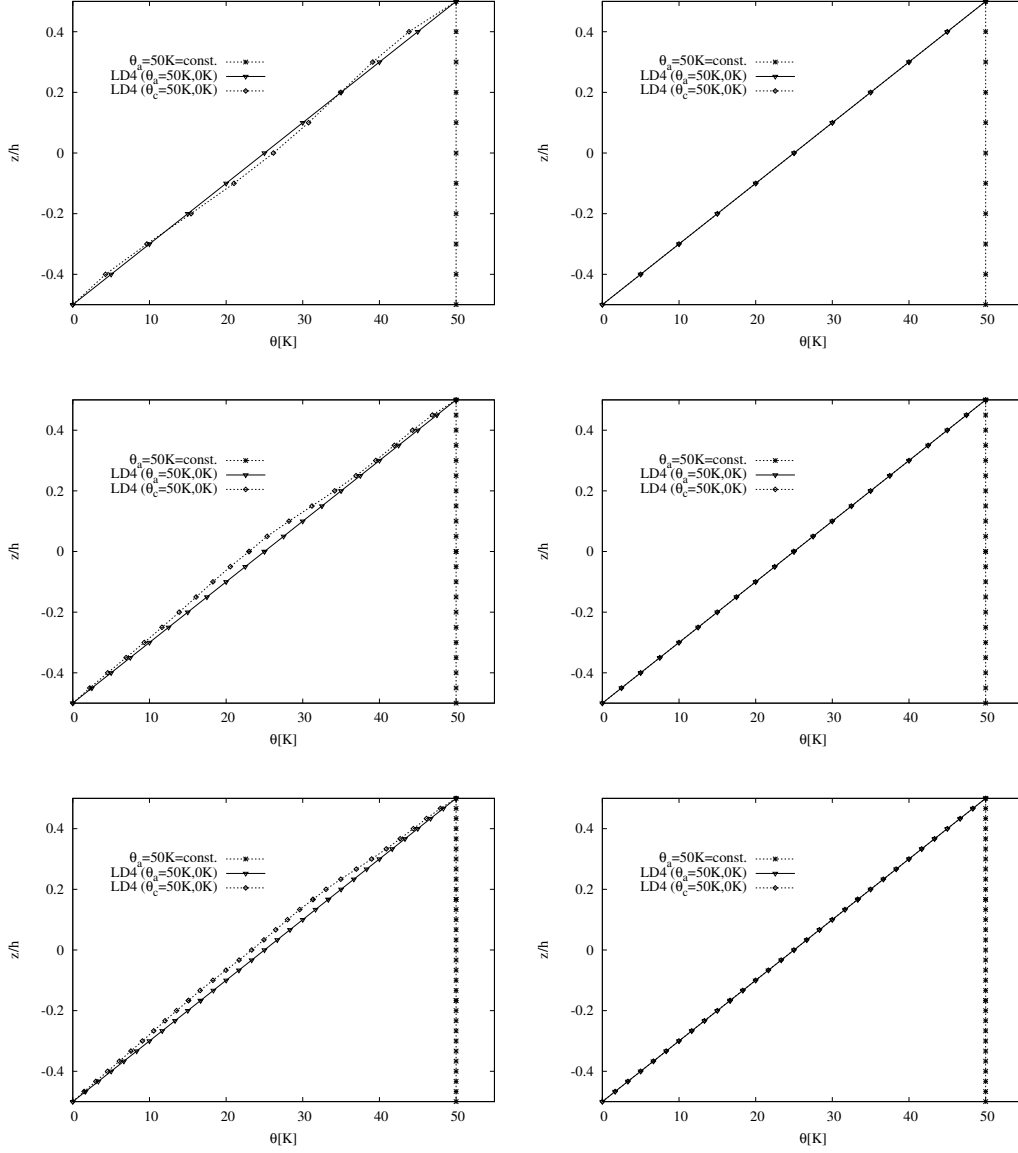 0.4
0.2
0
-0.2
-0.4
z/h
θa=50K=const.
LD4 (θa=50K,0K)
LD4 (θc=50K,0K)
0 10 20 30 40 50
θ[K]
0.4
0.2
0
-0.2
-0.4
z/h
θa=50K=const.
LD4 (θa=50K,0K)
LD4 (θc=50K,0K)
0 10 20 30 40 50
θ[K]
0.4
0.2
0
-0.2
-0.4
z/h
θa=50K=const.
LD4 (θa=50K,0K)
LD4 (θc=50K,0K)
0 10 20 30 40 50
θ[K]
0.4
0.2
0
-0.2
-0.4
z/h
θa=50K=const.
LD4 (θa=50K,0K)
LD4 (θc=50K,0K)
0 10 20 30 40 50
θ[K]
0.4
0.2
0
-0.2
-0.4
z/h
θa=50K=const.
LD4 (θa=50K,0K)
LD4 (θc=50K,0K)
0 10 20 30 40 50
θ[K]
0.4
0.2
0
-0.2
-0.4
z/h
θa=50K=const.
LD4 (θa=50K,0K)
LD4 (θc=50K,0K)
0 10 20 30 40 50
θ[K]